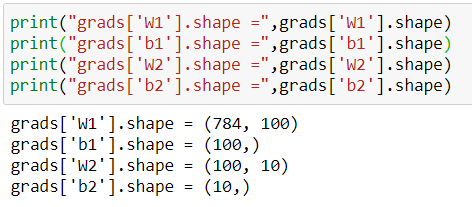 print("grads['W1'].shape =",grads['W1'].shape)
print("grads['b1'].shape =",grads['b1'].shape)
print("grads['W2'].shape =",grads['W2'].shape)
print("grads['b2'].shape =",grads['b2'].shape)
grads['W1'].shape = (784, 100)
grads['b1'].shape = (100,)
grads['W2'].shape = (100, 10)
grads['b2'].shape = (10,)